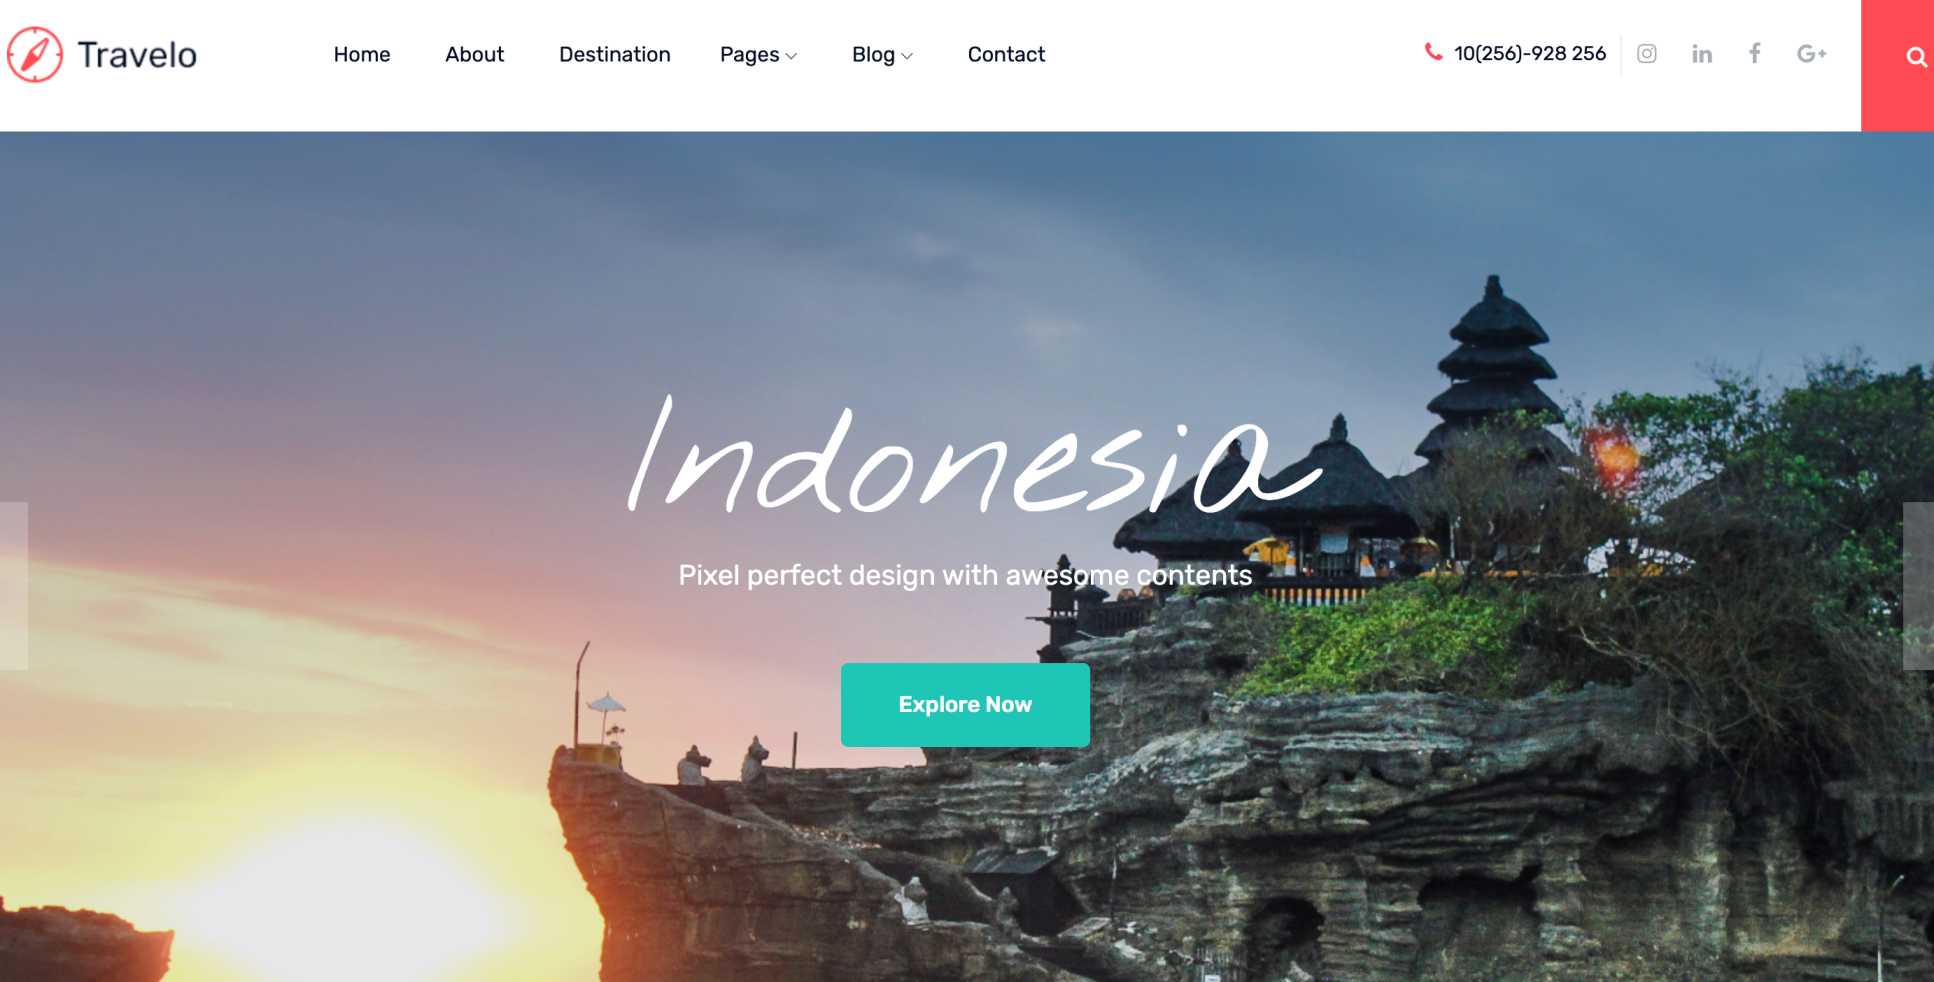 Travelo
Home About Destination Pages Blog Contact
10(256)-928 256
Indonesia
Pixel perfect design with awesome contents
Explore Now